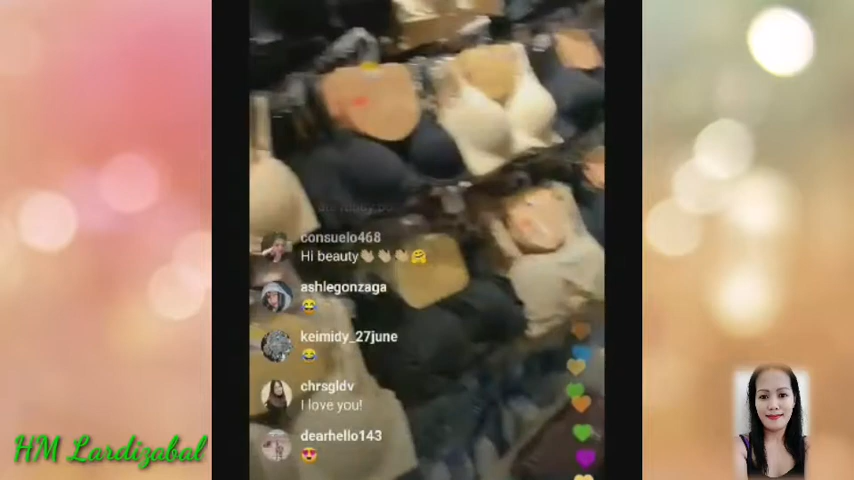 consuelo468
Hi beauty👋🏼👋🏼👋🏼🤗
ashlegonzaga
😂
keimidy_27june
😂
chrsgldv
I love you!
dearhello143
😍
HM Lardizabal